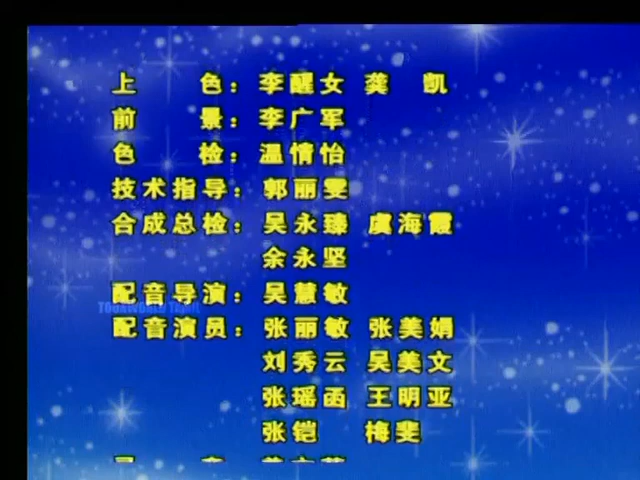 上色：李醒女 龚凯
前景：李广军
色检：温情怡
技术指导：郭丽雯
合成总检：吴永臻 虞海霞
余永坚
配音导演：吴慧敏
TOONWORLD TAMIL
配音演员：张丽敏 张美娟
刘秀云 吴美文
张瑶函 王明亚
张铠 梅斐